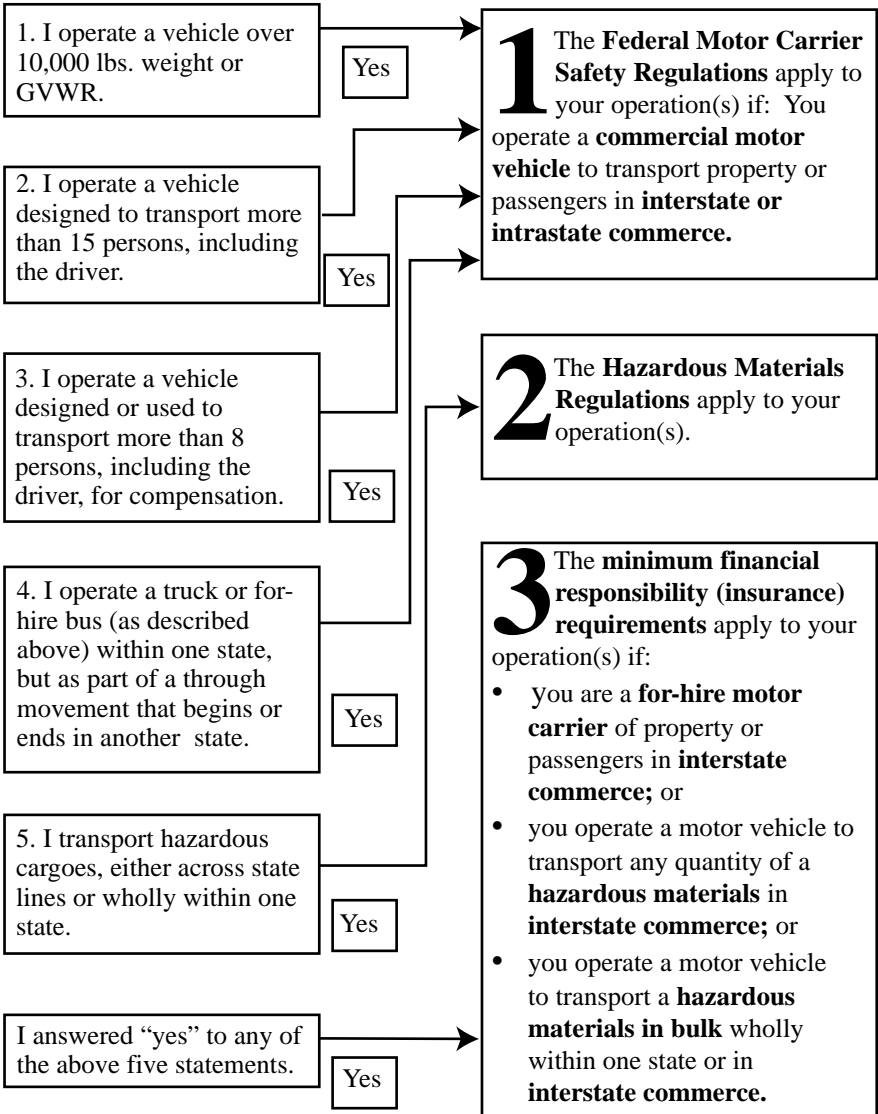 1. I operate a vehicle over
10,000 lbs. weight or
GVWR.
Yes
2. I operate a vehicle
designed to transport more
than 15 persons, including
the driver.
Yes
3. I operate a vehicle
designed or used to
transport more than 8
persons, including the
driver, for compensation.
Yes
4. I operate a truck or for-
hire bus (as described
above) within one state,
but as part of a through
movement that begins or
ends in another state.
Yes
5. I transport hazardous
cargoes, either across state
lines or wholly within one
state.
Yes
I answered “yes” to any of
the above five statements.
Yes
1 The Federal Motor Carrier
Safety Regulations apply to
your operation(s) if: You
operate a commercial motor
vehicle to transport property or
passengers in interstate or
intrastate commerce.
2 The Hazardous Materials
Regulations apply to your
operation(s).
3 The minimum financial
responsibility (insurance)
requirements apply to your
operation(s) if:
• you are a for-hire motor
carrier of property or
passengers in interstate
commerce; or
• you operate a motor vehicle to
transport any quantity of a
hazardous materials in
interstate commerce; or
• you operate a motor vehicle
to transport a hazardous
materials in bulk wholly
within one state or in
interstate commerce.